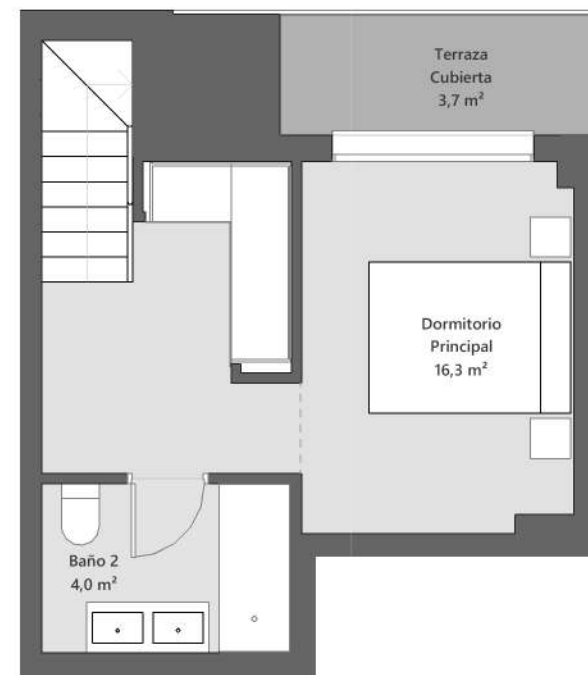 Terraza
Cubierta
3,7 m²
Dormitorio
Principal
16,3 m²
Baño 2
4,0 m²